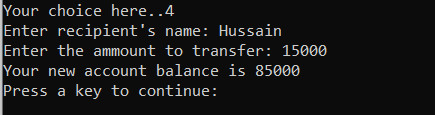 Your choice here..4
Enter recipient's name: Hussain
Enter the ammount to transfer: 15000
Your new account balance is 85000
Press a key to continue: